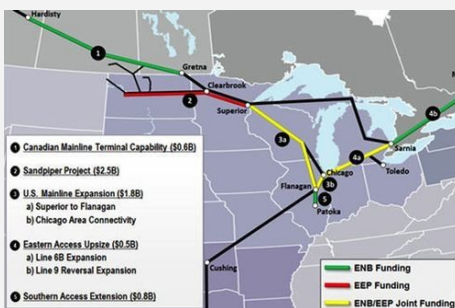 Hardisty
1
Gretna
Clearbrook
2
Superior
4b
3a
4a
Sarnia
Chicago
Toledo
Flanagan
3b
5
Patoka
Cushing
1 Canadian Mainline Terminal Capability ($0.6B)
2 Sandpiper Project ($2.5B)
3 U.S. Mainline Expansion ($1.8B)
a) Superior to Flanagan
b) Chicago Area Connectivity
4 Eastern Access Upsize ($0.5B)
a) Line 6B Expansion
b) Line 9 Reversal Expansion
5 Southern Access Extension ($0.8B)
ENB Funding
EEP Funding
ENB/EEP Joint Funding